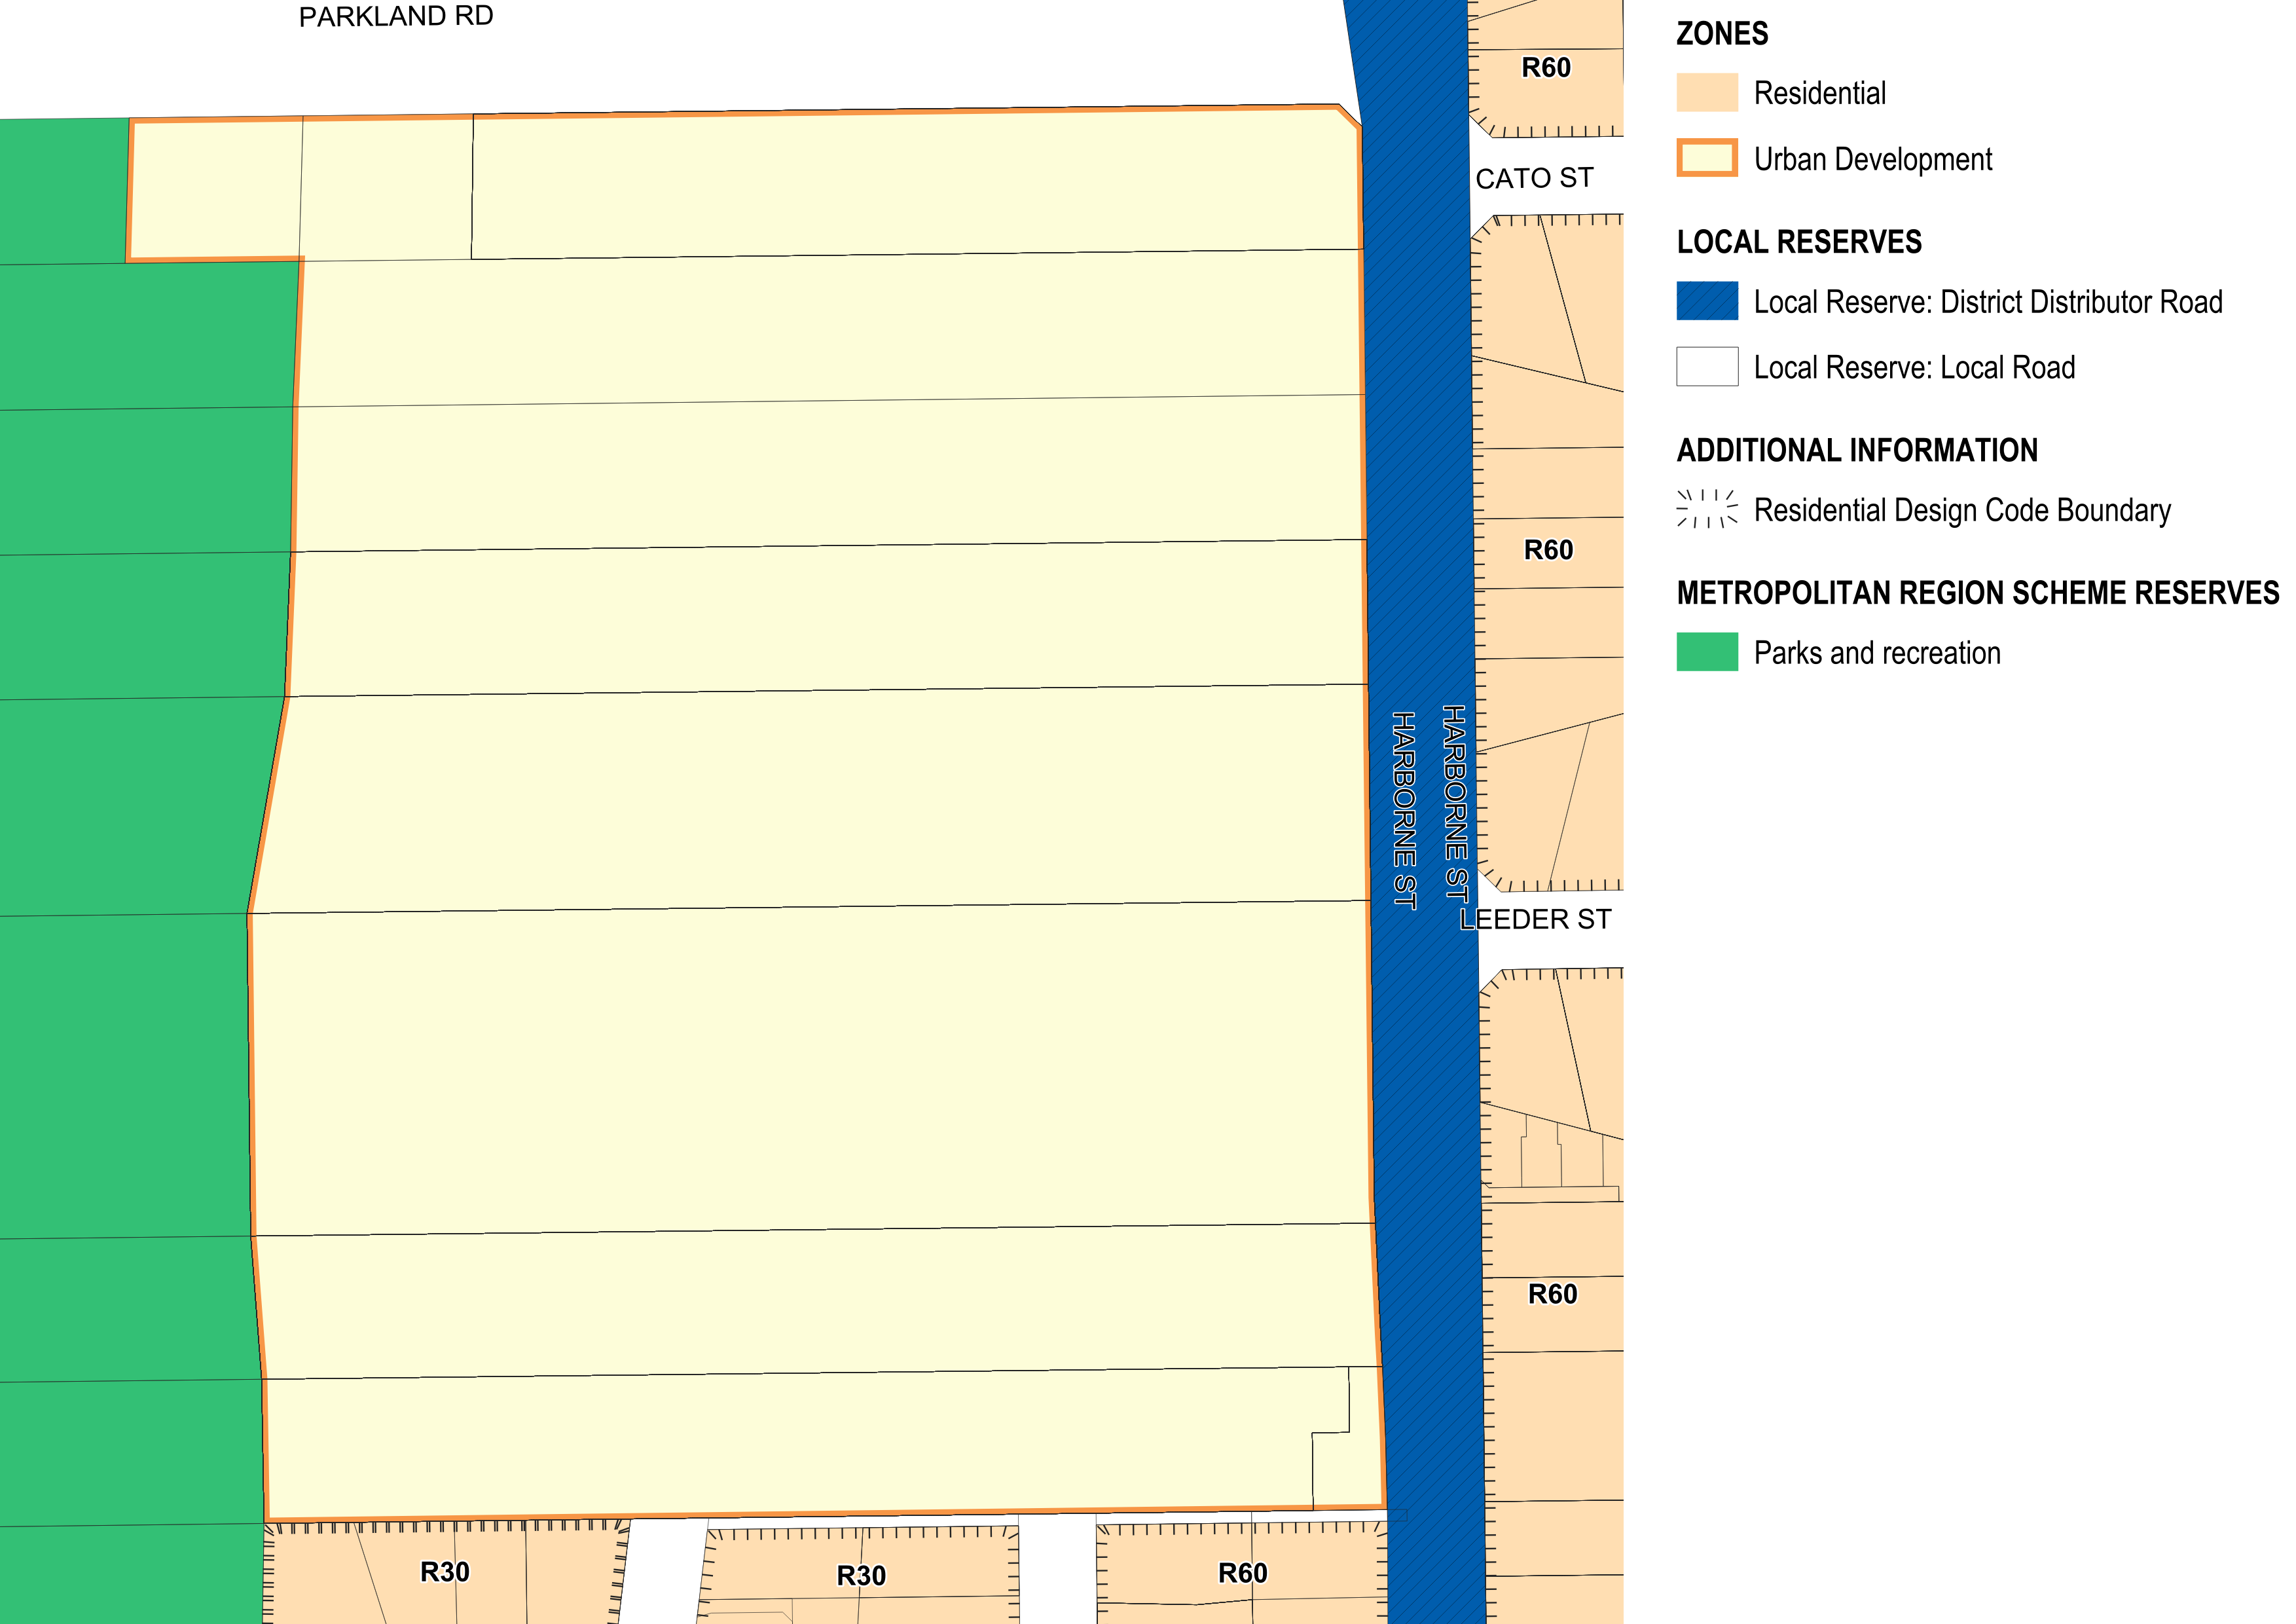 PARKLAND RD
R60
CATO ST
R60
HARBORNE ST
HARBORNE ST
LEEDER ST
R60
R30
R30
R60
ZONES
Residential
Urban Development
LOCAL RESERVES
Local Reserve: District Distributor Road
Local Reserve: Local Road
ADDITIONAL INFORMATION
Residential Design Code Boundary
METROPOLITAN REGION SCHEME RESERVES
Parks and recreation